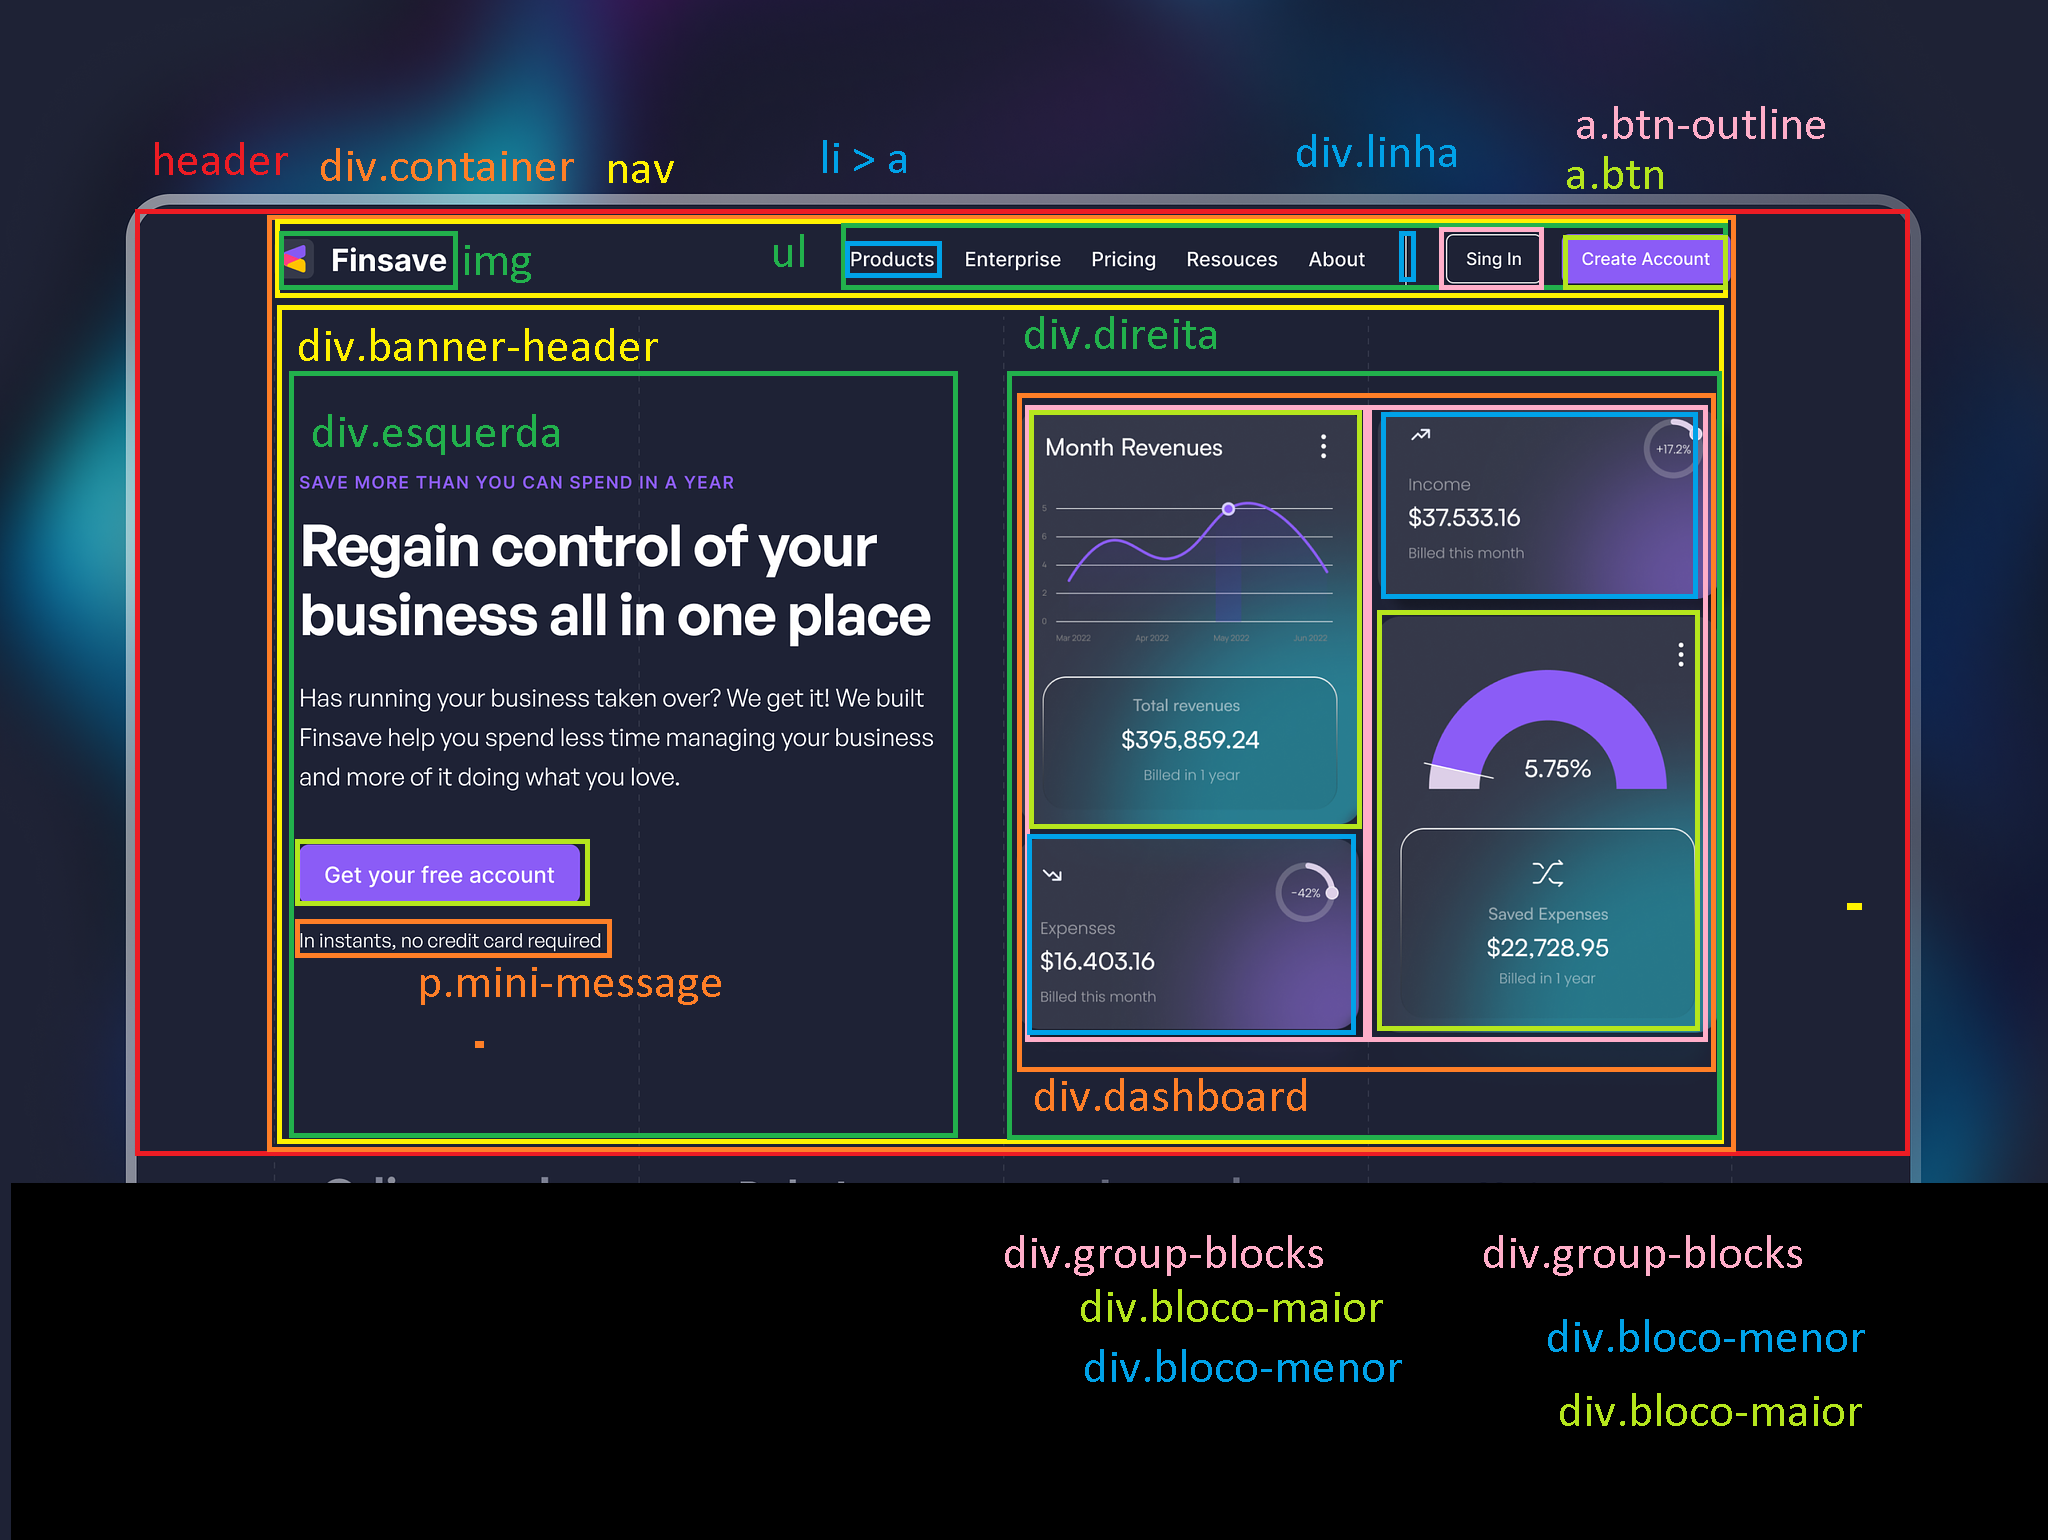 a.btn-outline
header
div.container
nav
li > a
div.linha
a.btn
Finsave
img
ul
Products
Enterprise
Pricing
Resouces
About
Sing In
Create Account
div.banner-header
div.direita
div.esquerda
SAVE MORE THAN YOU CAN SPEND IN A YEAR
Regain control of your
business all in one place
Has running your business taken over? We get it! We built
Finsave help you spend less time managing your business
and more of it doing what you love.
Get your free account
In instants, no credit card required
p.mini-message
Month Revenues
5
6
4
2
0
Mar 2022
Apr 2022
May 2022
Jun 2022
Total revenues
$395,859.24
Billed in 1 year
+17.2%
Income
$37.533.16
Billed this month
-42%
Expenses
$16.403.16
Billed this month
5.75%
Saved Expenses
$22,728.95
Billed in 1 year
div.dashboard
div.group-blocks
div.bloco-maior
div.bloco-menor
div.group-blocks
div.bloco-menor
div.bloco-maior